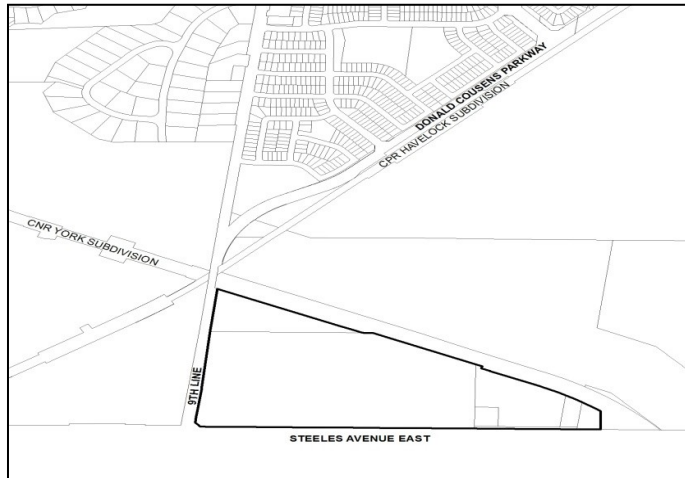 DONALD COUSENS PARKWAY
CPR HAVELOCK SUBDIVISION
CNR YORK SUBDIVISION
9TH LINE
STEELES AVENUE EAST